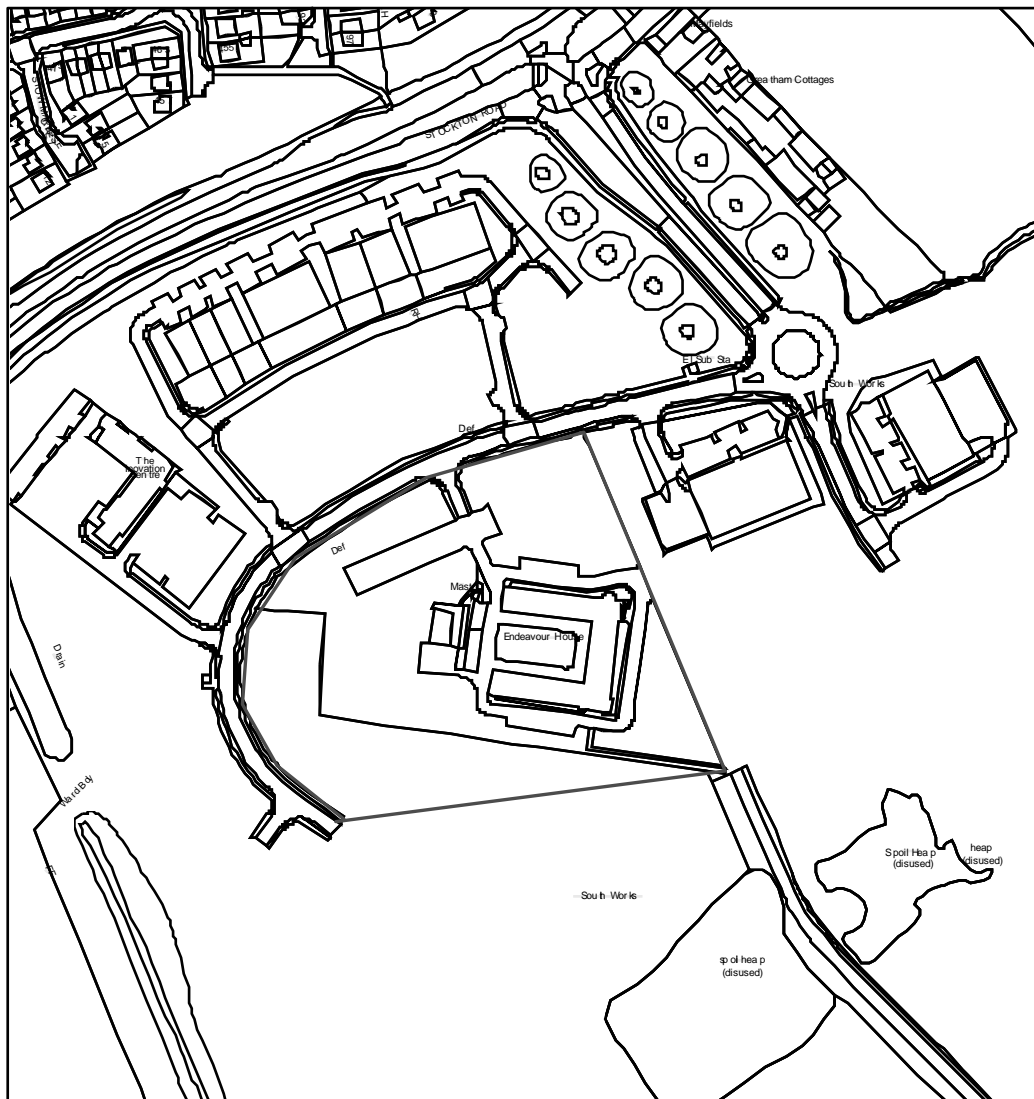 Mayfields
Greatham Cottages
STOCKTON ROAD
El Sub Sta
South Works
Def
The
Innovation
Centre
Def
Mast
Endeavour House
Drain
Ward Bdy
FF
Spoil Heap
(disused)
heap
(disused)
South Works
spoil heap
(disused)